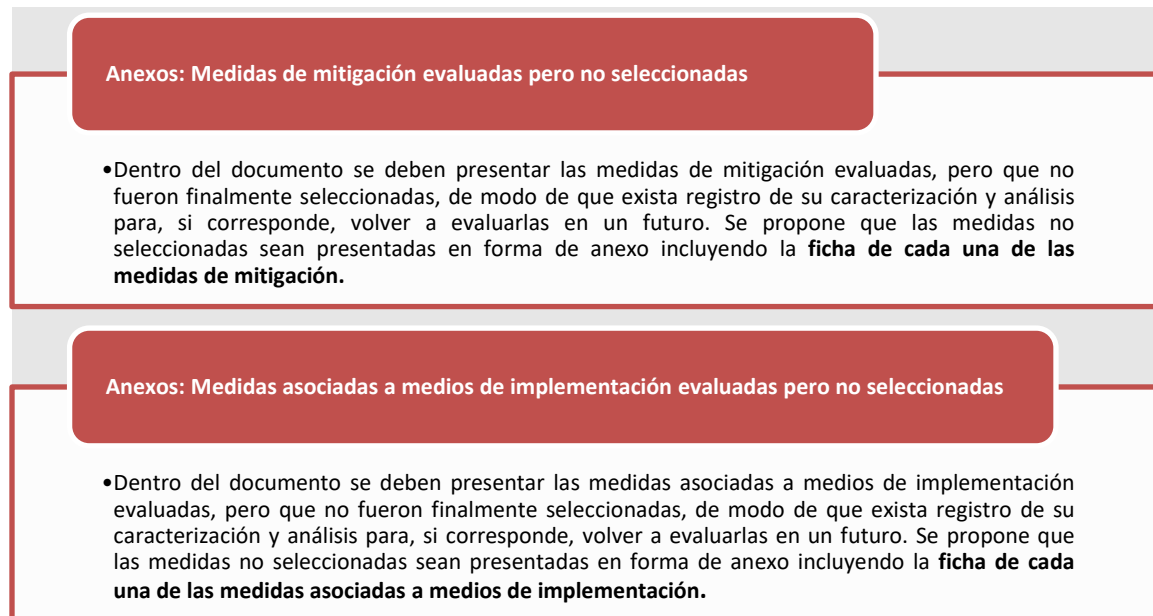 Anexos: Medidas de mitigación evaluadas pero no seleccionadas
•Dentro del documento se deben presentar las medidas de mitigación evaluadas, pero que no
fueron finalmente seleccionadas, de modo de que exista registro de su caracterización y análisis
para, si corresponde, volver a evaluarlas en un futuro. Se propone que las medidas no
seleccionadas sean presentadas en forma de anexo incluyendo la ficha de cada una de las
medidas de mitigación.
Anexos: Medidas asociadas a medios de implementación evaluadas pero no seleccionadas
•Dentro del documento se deben presentar las medidas asociadas a medios de implementación
evaluadas, pero que no fueron finalmente seleccionadas, de modo de que exista registro de su
caracterización y análisis para, si corresponde, volver a evaluarlas en un futuro. Se propone que
las medidas no seleccionadas sean presentadas en forma de anexo incluyendo la ficha de cada
una de las medidas asociadas a medios de implementación.